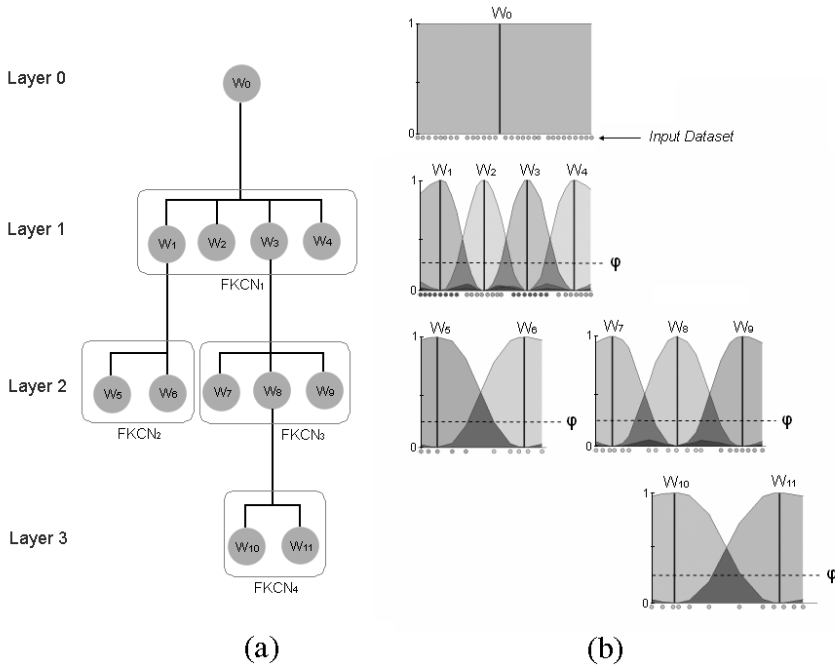 Layer 0
W₀
W₀
1
0
Input Dataset
Layer 1
W₁ W₂ W₃ W₄
FKCN₁
W₁ W₂ W₃ W₄
1
φ
0
Layer 2
W₅ W₆
FKCN₂
W₇ W₈ W₉
FKCN₃
W₅ W₆
1
φ
0
W₇ W₈ W₉
1
φ
0
Layer 3
W₁₀ W₁₁
FKCN₄
W₁₀ W₁₁
1
φ
0
(a)
(b)